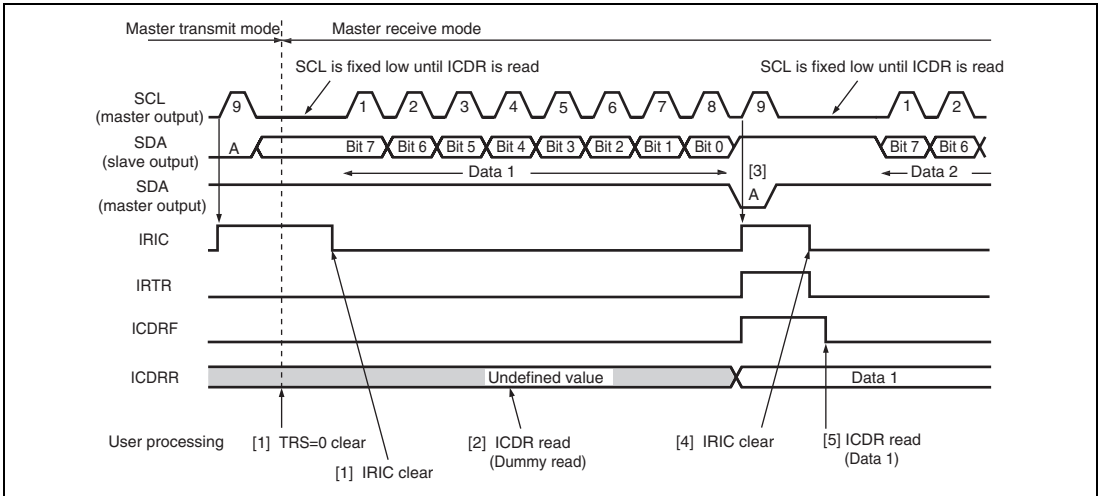 Master transmit mode Master receive mode
SCL is fixed low until ICDR is read SCL is fixed low until ICDR is read
SCL
(master output)
9 1 2 3 4 5 6 7 8 9 1 2
SDA
(slave output)
A Bit 7 Bit 6 Bit 5 Bit 4 Bit 3 Bit 2 Bit 1 Bit 0 Bit 7 Bit 6
Data 1 [3] Data 2
SDA
(master output)
A
IRIC
IRTR
ICDRF
ICDRR Undefined value Data 1
User processing [1] TRS=0 clear [2] ICDR read
(Dummy read)
[4] IRIC clear [5] ICDR read
(Data 1)
[1] IRIC clear